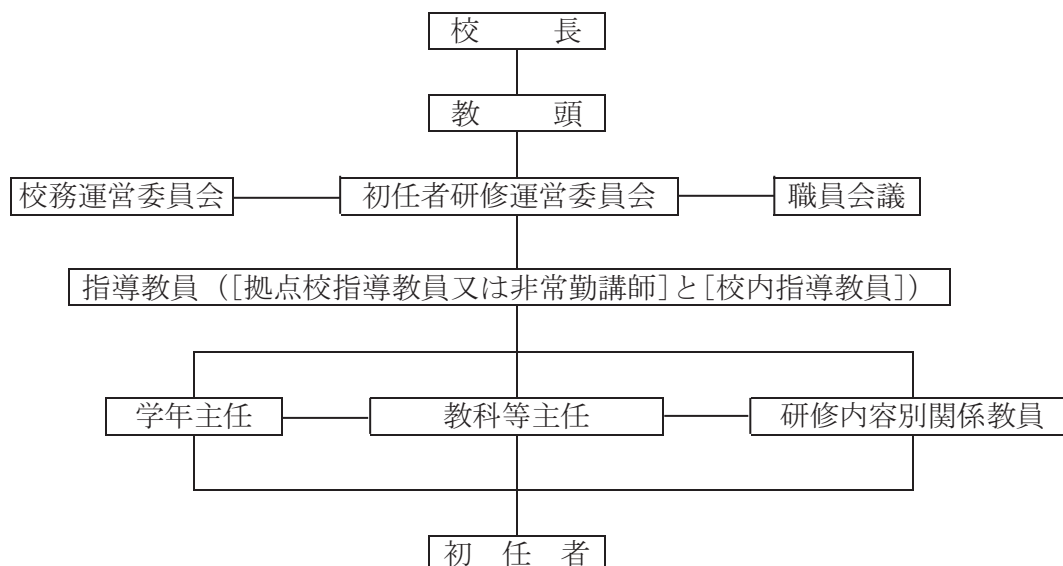 校　　長
教　　頭
校務運営委員会 初任者研修運営委員会 職員会議
指導教員（[拠点校指導教員又は非常勤講師]と[校内指導教員]）
学年主任 教科等主任 研修内容別関係教員
初　任　者